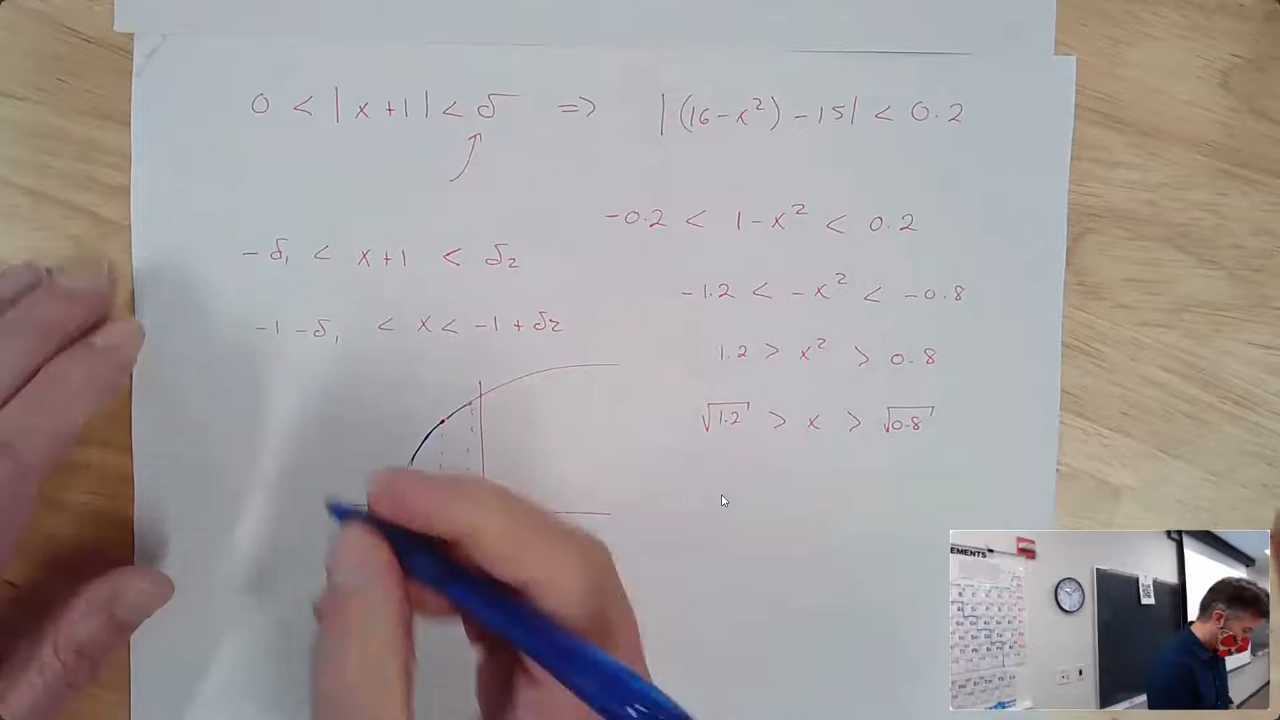 0 < |x+1| < δ => |(16-x²)-15| < 0.2
-0.2 < 1-x² < 0.2
-δ₁ < x+1 < δ₂
-1.2 < -x² < -0.8
-1-δ₁ < x < -1+δ₂
1.2 > x² > 0.8
√1.2 > x > √0.8
EMENTS